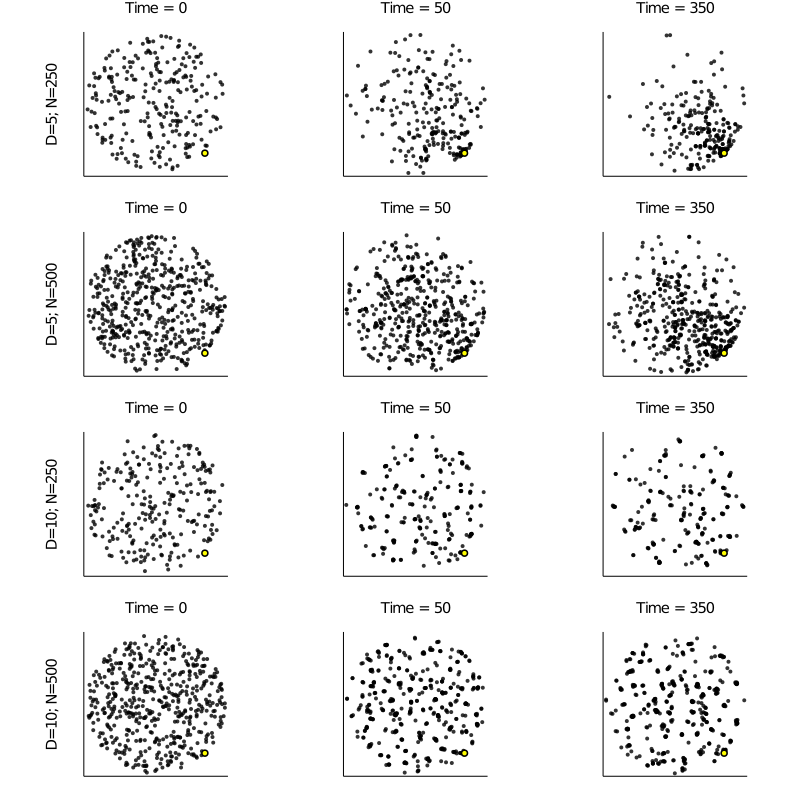 Time = 0
Time = 50
Time = 350
D=5; N=250
Time = 0
Time = 50
Time = 350
D=5; N=500
Time = 0
Time = 50
Time = 350
D=10; N=250
Time = 0
Time = 50
Time = 350
D=10; N=500